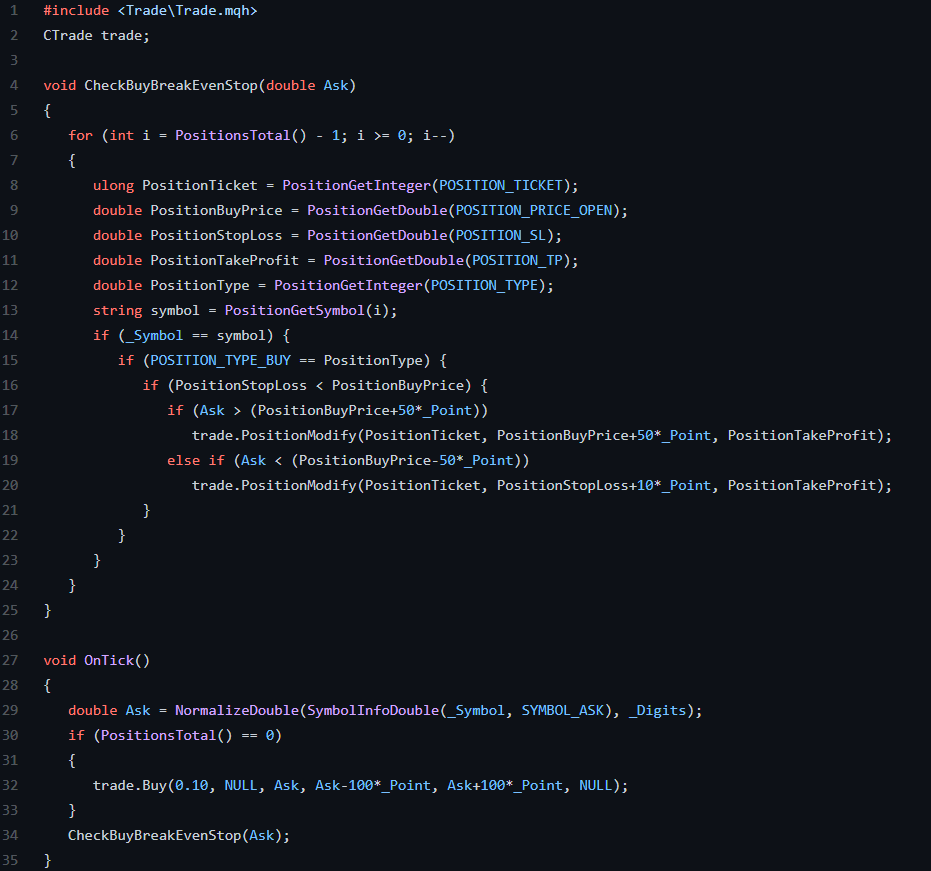 1 #include <Trade\Trade.mqh>
2 CTrade trade;
3
4 void CheckBuyBreakEvenStop(double Ask)
5 {
6    for (int i = PositionsTotal() - 1; i >= 0; i--)
7    {
8       ulong PositionTicket = PositionGetInteger(POSITION_TICKET);
9       double PositionBuyPrice = PositionGetDouble(POSITION_PRICE_OPEN);
10       double PositionStopLoss = PositionGetDouble(POSITION_SL);
11       double PositionTakeProfit = PositionGetDouble(POSITION_TP);
12       double PositionType = PositionGetInteger(POSITION_TYPE);
13       string symbol = PositionGetSymbol(i);
14       if (_Symbol == symbol) {
15          if (POSITION_TYPE_BUY == PositionType) {
16             if (PositionStopLoss < PositionBuyPrice) {
17                if (Ask > (PositionBuyPrice+50*_Point))
18                   trade.PositionModify(PositionTicket, PositionBuyPrice+50*_Point, PositionTakeProfit);
19                else if (Ask < (PositionBuyPrice-50*_Point))
20                   trade.PositionModify(PositionTicket, PositionStopLoss+10*_Point, PositionTakeProfit);
21             }
22          }
23       }
24    }
25 }
26
27 void OnTick()
28 {
29    double Ask = NormalizeDouble(SymbolInfoDouble(_Symbol, SYMBOL_ASK), _Digits);
30    if (PositionsTotal() == 0)
31    {
32       trade.Buy(0.10, NULL, Ask, Ask-100*_Point, Ask+100*_Point, NULL);
33    }
34    CheckBuyBreakEvenStop(Ask);
35 }